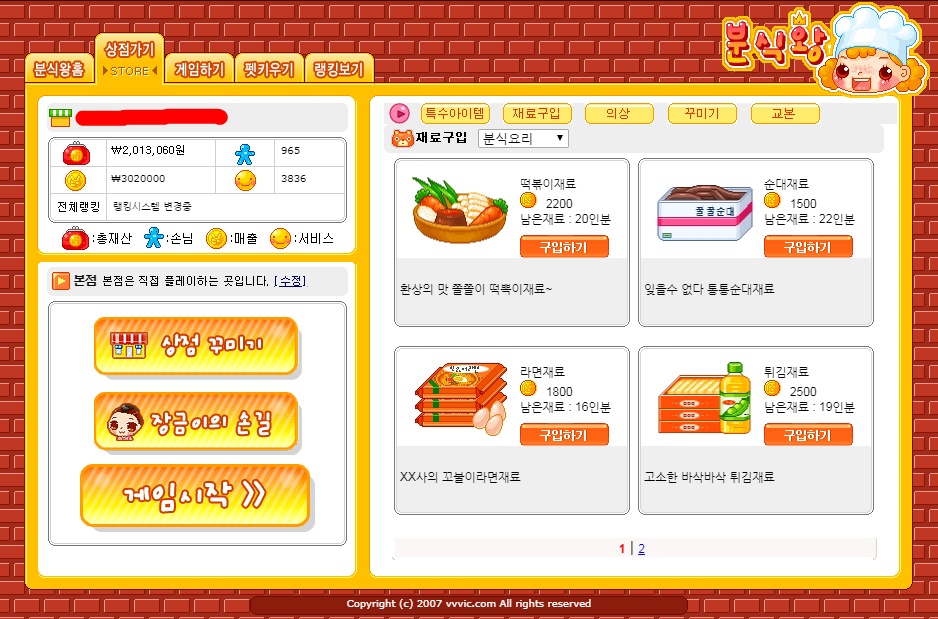 분식왕
분식왕홈
상점가기
▶STORE◀
게임하기
펫키우기
랭킹보기
₩2,013,060원
965
₩3020000
3836
전체랭킹
랭킹시스템 변경중
:총재산 :손님 :매출 :서비스
본점 본점은 직접 플레이하는 곳입니다. [수정]
상점 꾸미기
장금이의 손길
게임시작 》
특수아이템 재료구입 의상 꾸미기 교본
재료구입 분식요리 ▼
떡볶이재료
2200
남은재료 : 20인분
구입하기
환상의 맛 쫄쫄이 떡뽁이재료~
순대재료
1500
남은재료 : 22인분
구입하기
콩콩순대
잊을수 없다 통통순대재료
라면재료
1800
남은재료 : 16인분
구입하기
XX사의 꼬불이라면재료
튀김재료
2500
남은재료 : 19인분
구입하기
고소한 바삭바삭 튀김재료
1 | 2
Copyright (c) 2007 vvvic.com All rights reserved